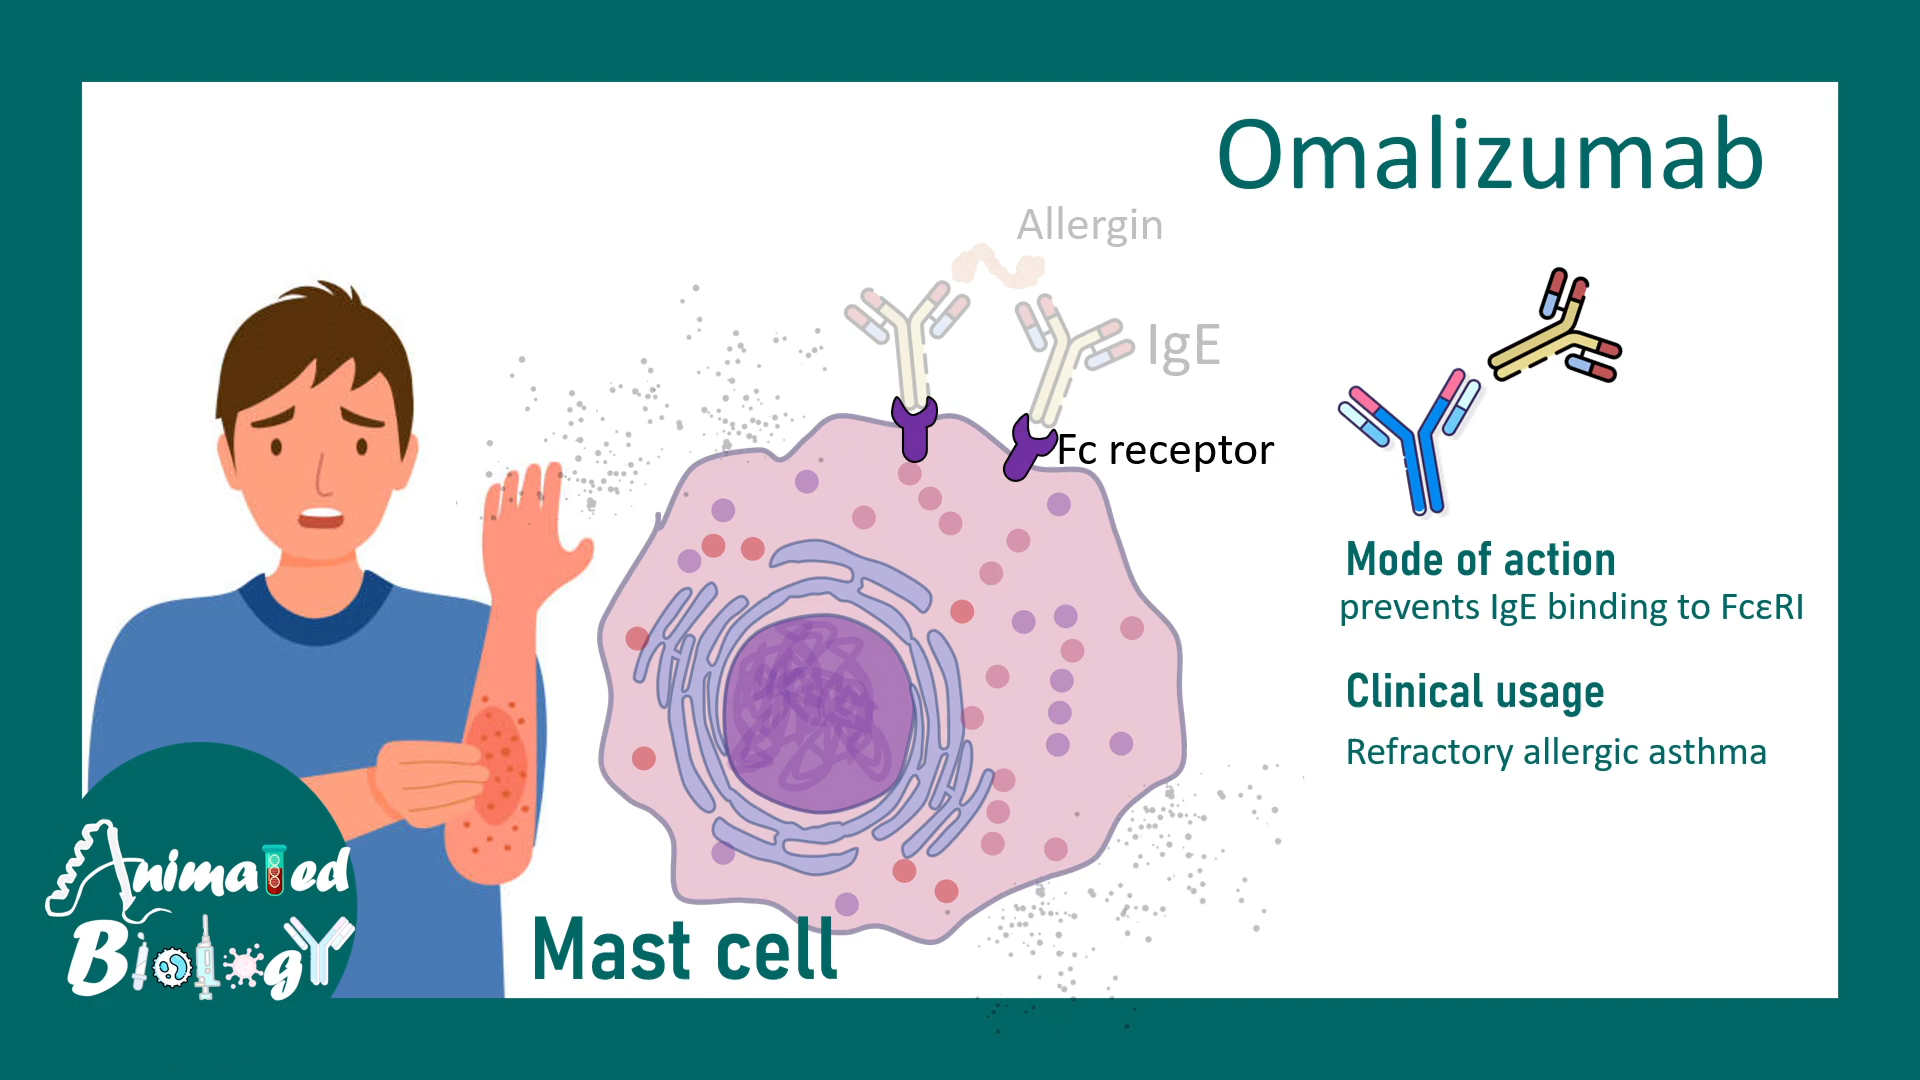 Omalizumab
Allergin
IgE
Fc receptor
Mode of action
prevents IgE binding to FcεRI
Clinical usage
Refractory allergic asthma
Mast cell
Animated
Biology